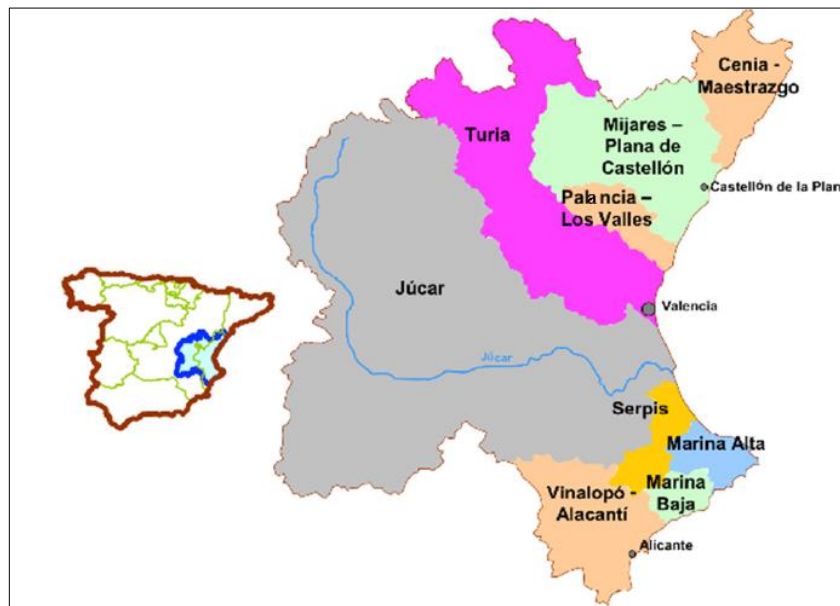 Cenia -
Maestrazgo
Turia
Mijares –
Plana de
Castellón
Castellón de la Plan
Palancia –
Los Valles
Júcar
Valencia
Júcar
Serpis
Marina Alta
Marina
Baja
Vinalopó -
Alacantí
Alicante